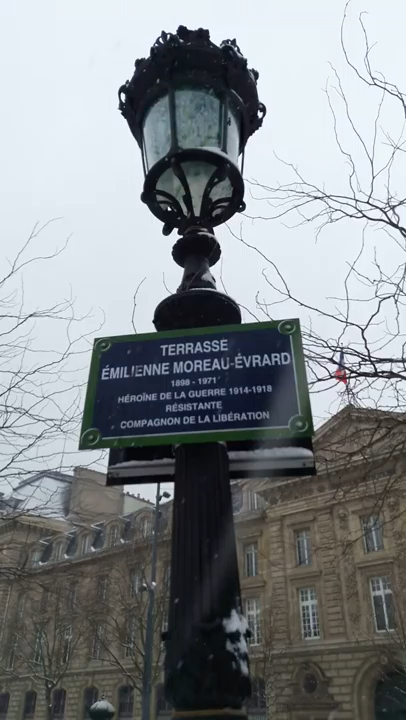 TERRASSE
ÉMILIENNE MOREAU-ÉVRARD
1898 - 1971
HÉROÏNE DE LA GUERRE 1914-1918
RÉSISTANTE
COMPAGNON DE LA LIBÉRATION